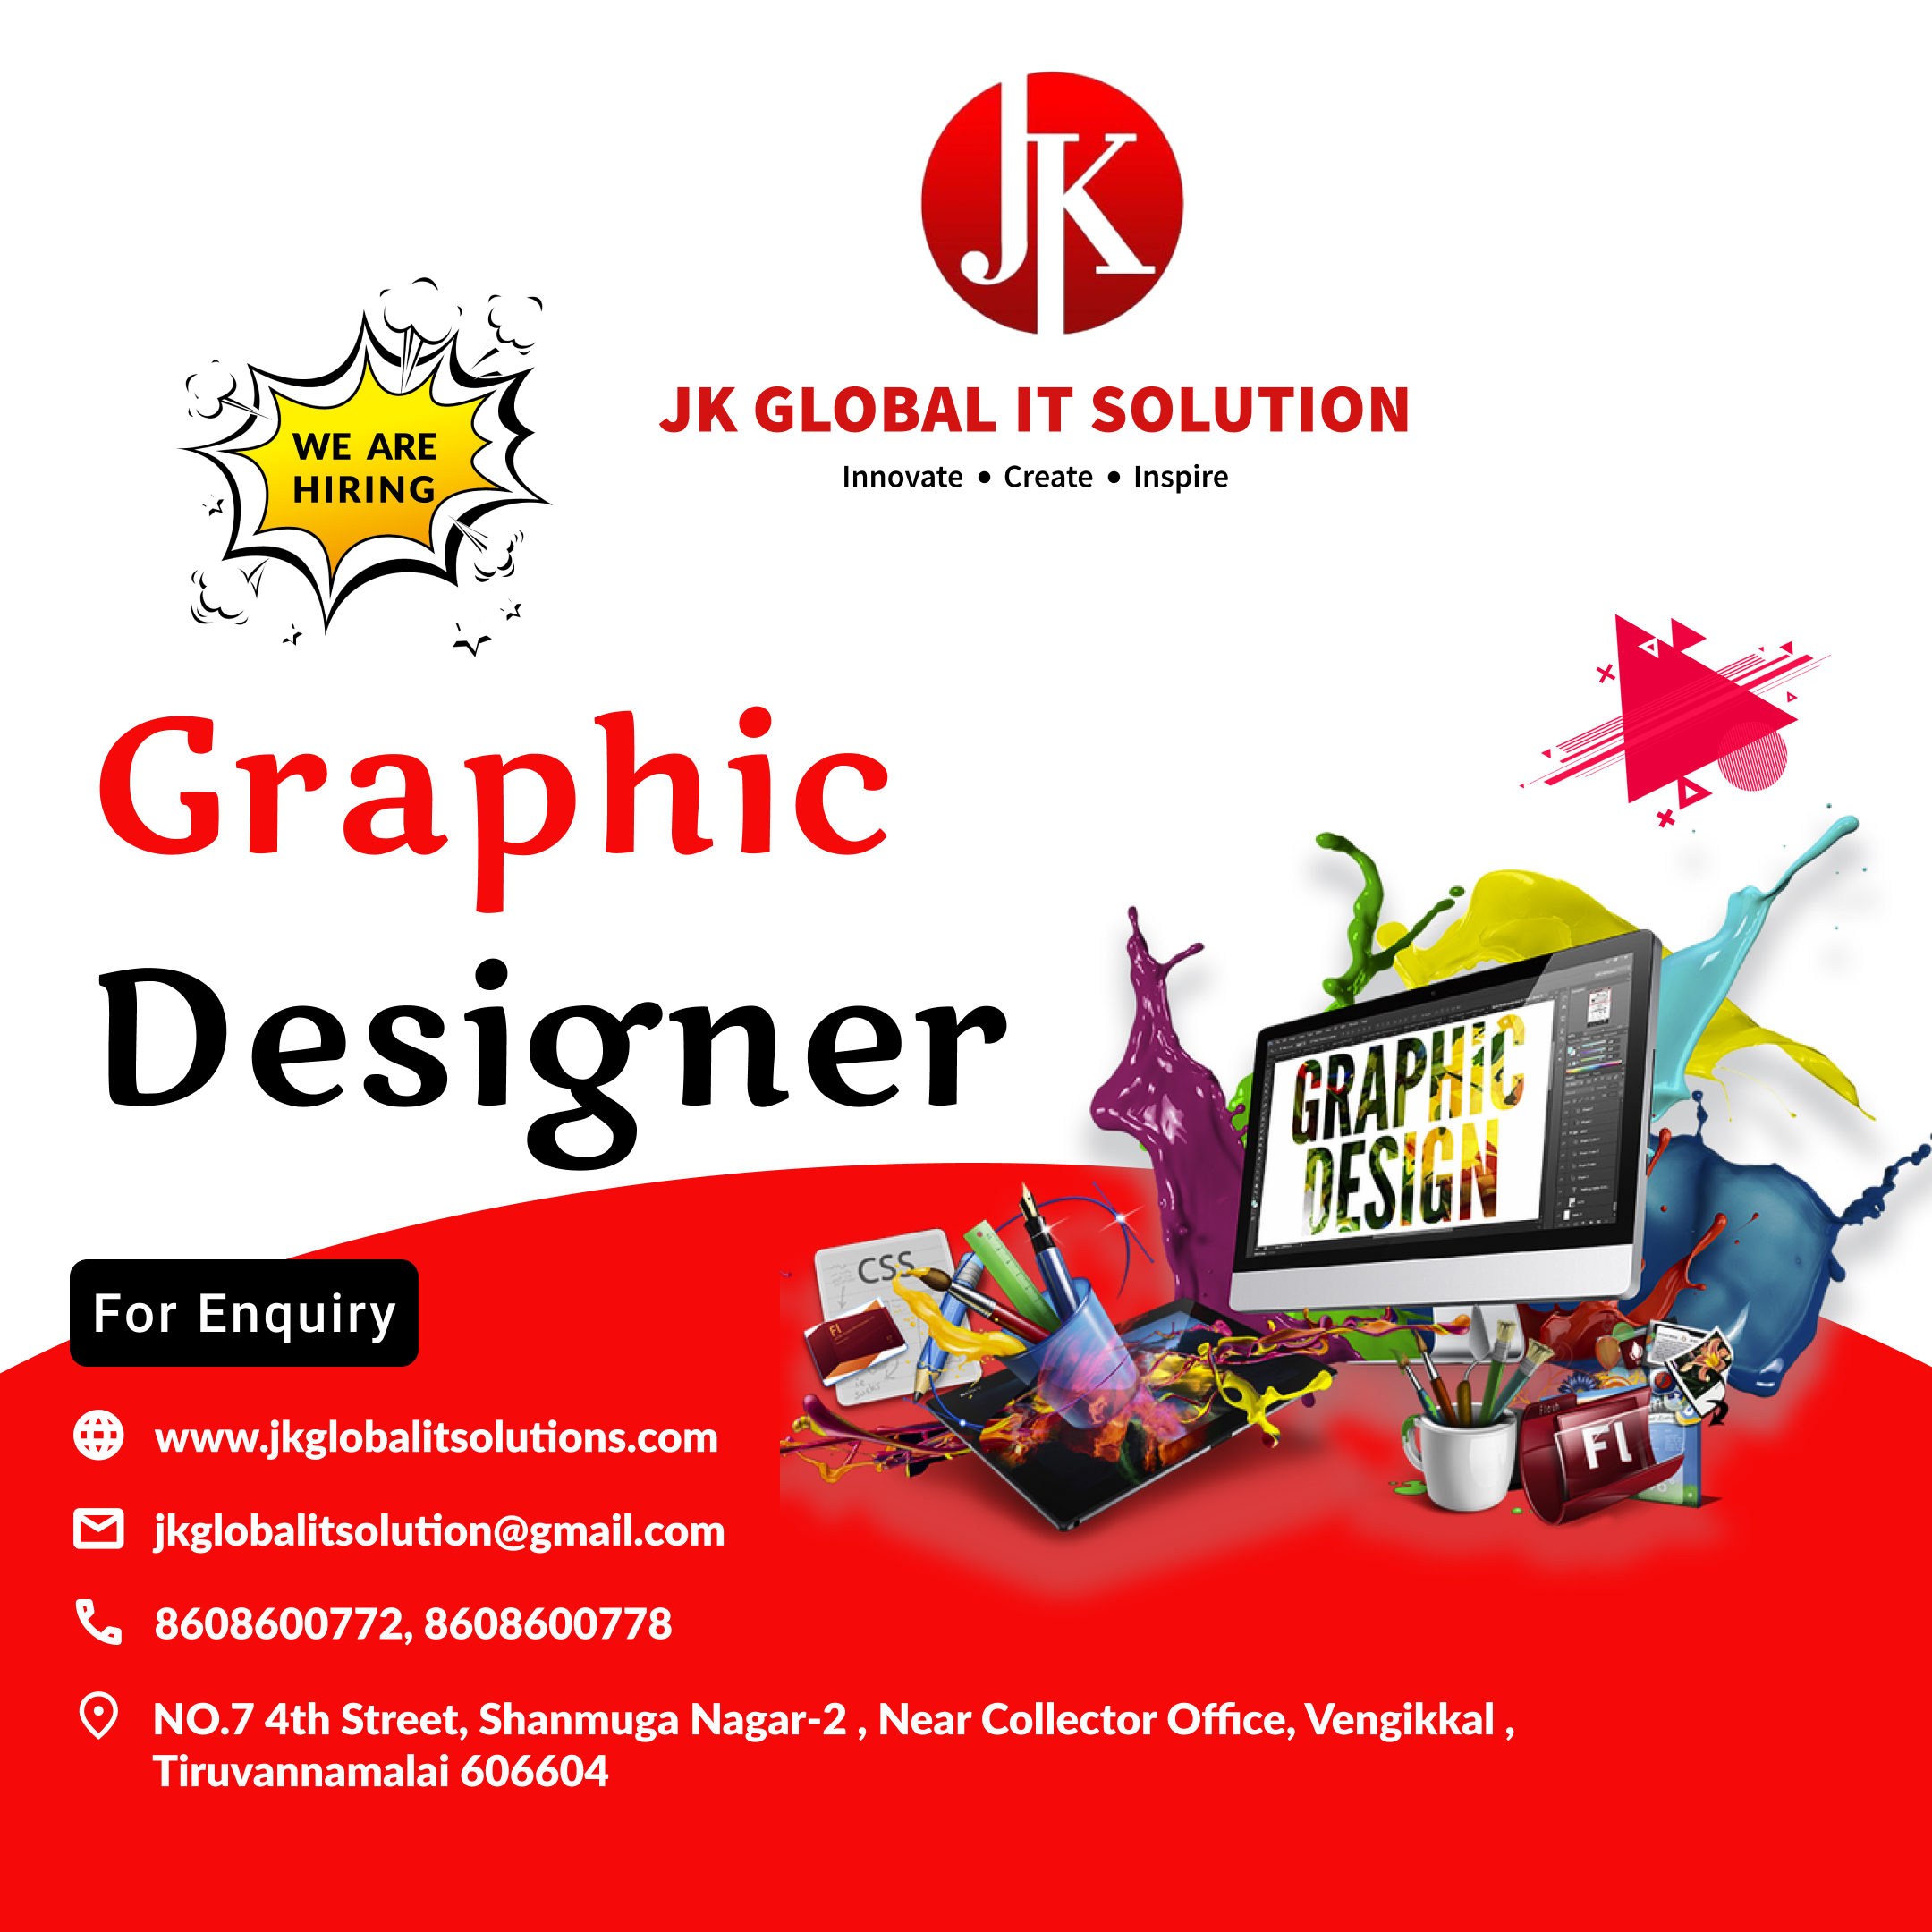 JK
JK GLOBAL IT SOLUTION
Innovate • Create • Inspire
WE ARE
HIRING
Graphic
Designer
GRAPHIC
DESIGN
CSS
Fl
Flash
Fl
For Enquiry
www.jkglobalitsolutions.com
jkglobalitsolution@gmail.com
8608600772, 8608600778
NO.7 4th Street, Shanmuga Nagar-2 , Near Collector Office, Vengikkal ,
Tiruvannamalai 606604